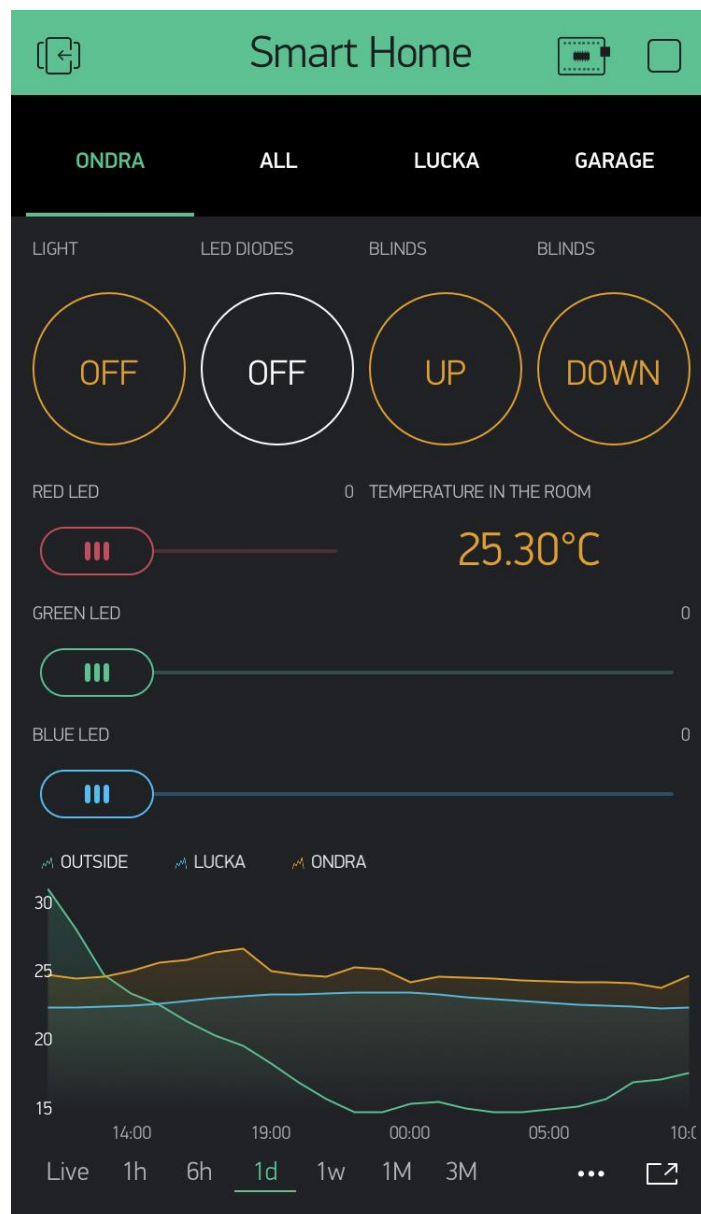 Smart Home
ONDRA ALL LUCKA GARAGE
LIGHT LED DIODES BLINDS BLINDS
OFF OFF UP DOWN
RED LED 0 TEMPERATURE IN THE ROOM
25.30°C
GREEN LED 0
BLUE LED 0
OUTSIDE LUCKA ONDRA
30
25
20
15
14:00 19:00 00:00 05:00 10:0
Live 1h 6h 1d 1w 1M 3M